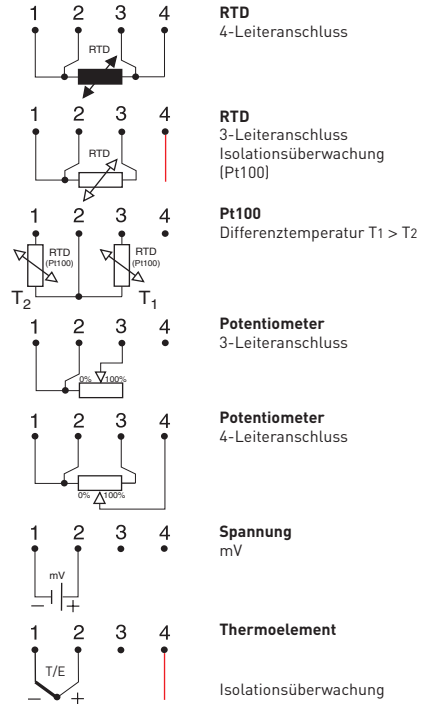 1 2 3 4
RTD
RTD
4-Leiteranschluss
1 2 3 4
RTD
RTD
3-Leiteranschluss
Isolationsüberwachung
(Pt100)
1 2 3 4
RTD
(Pt100)
RTD
(Pt100)
T2
T1
Pt100
Differenztemperatur T1 > T2
1 2 3 4
0% 100%
Potentiometer
3-Leiteranschluss
1 2 3 4
0% 100%
Potentiometer
4-Leiteranschluss
1 2 3 4
mV
− +
Spannung
mV
1 2 3 4
T/E
− +
Thermoelement
Isolationsüberwachung